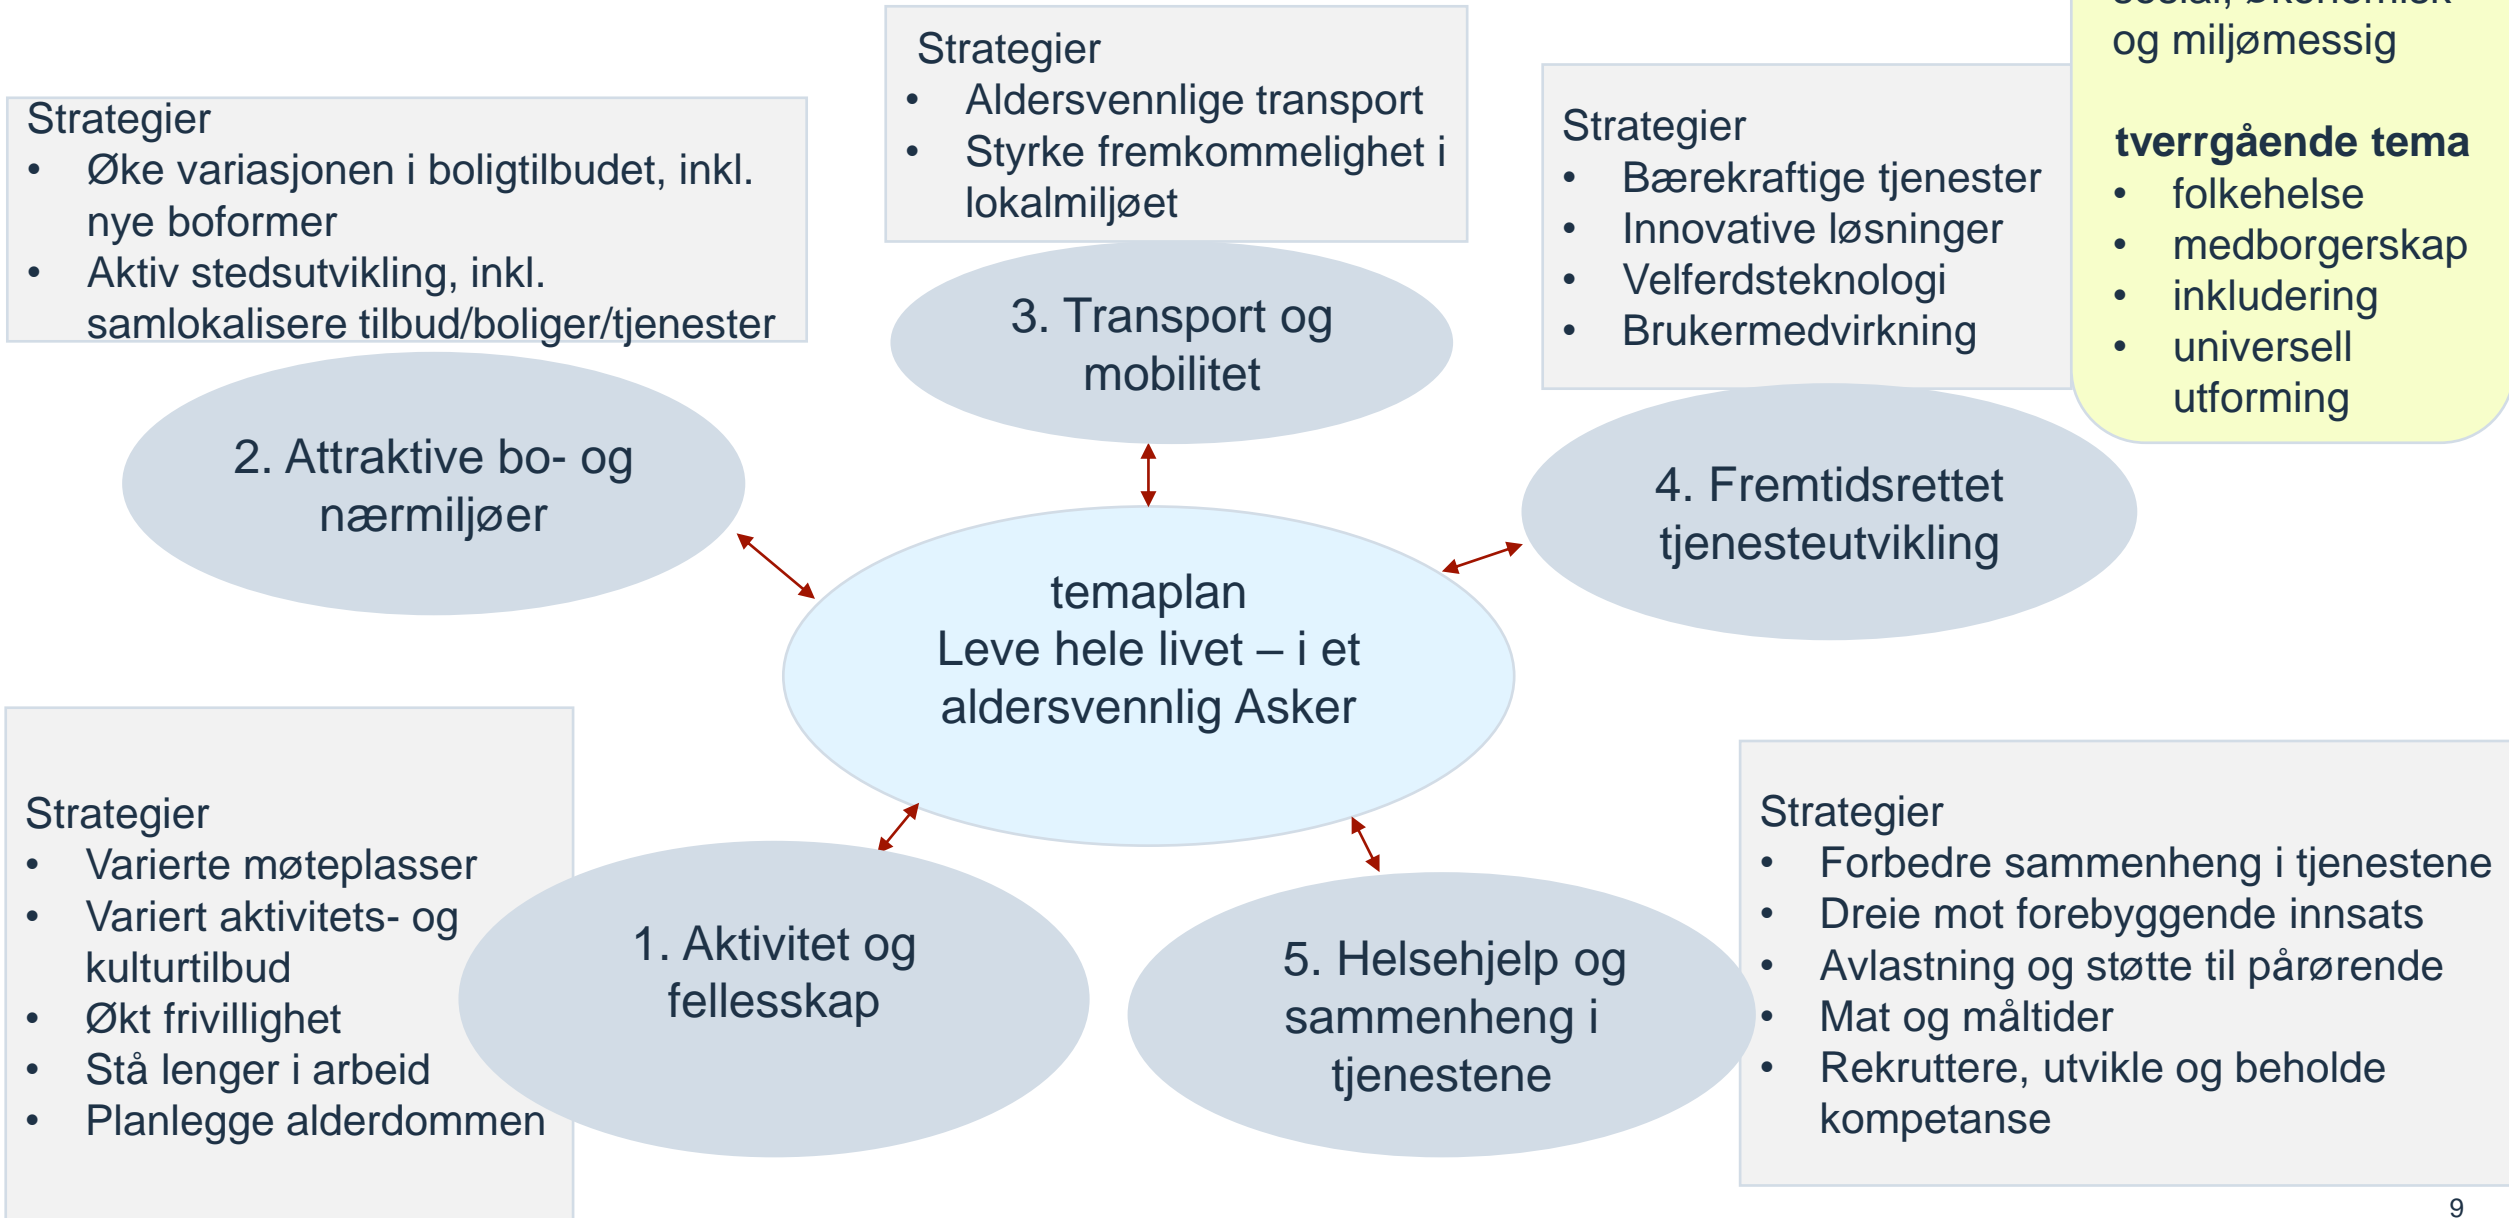 sosial, økonomisk
og miljømessig
tverrgående tema
• folkehelse
• medborgerskap
• inkludering
• universell
utforming
Strategier
• Øke variasjonen i boligtilbudet, inkl.
nye boformer
• Aktiv stedsutvikling, inkl.
samlokalisere tilbud/boliger/tjenester
2. Attraktive bo- og
nærmiljøer
Strategier
• Aldersvennlige transport
• Styrke fremkommelighet i
lokalmiljøet
3. Transport og
mobilitet
Strategier
• Bærekraftige tjenester
• Innovative løsninger
• Velferdsteknologi
• Brukermedvirkning
4. Fremtidsrettet
tjenesteutvikling
temaplan
Leve hele livet – i et
aldersvennlig Asker
Strategier
• Varierte møteplasser
• Variert aktivitets- og
kulturtilbud
• Økt frivillighet
• Stå lenger i arbeid
• Planlegge alderdommen
1. Aktivitet og
fellesskap
5. Helsehjelp og
sammenheng i
tjenestene
Strategier
• Forbedre sammenheng i tjenestene
• Dreie mot forebyggende innsats
• Avlastning og støtte til pårørende
• Mat og måltider
• Rekruttere, utvikle og beholde
kompetanse
9